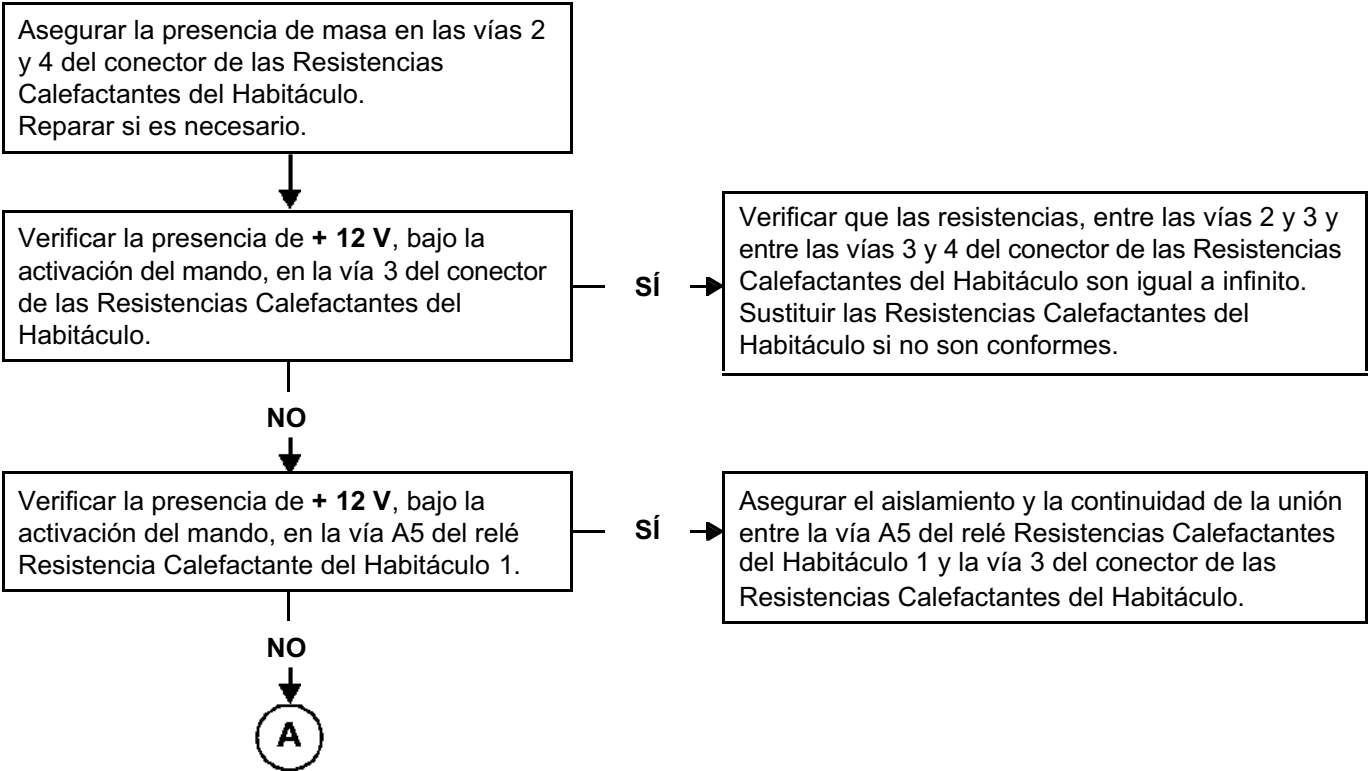 Asegurar la presencia de masa en las vías 2
y 4 del conector de las Resistencias
Calefactantes del Habitáculo.
Reparar si es necesario.
Verificar la presencia de + 12 V, bajo la
activación del mando, en la vía 3 del conector
de las Resistencias Calefactantes del
Habitáculo.
SÍ
Verificar que las resistencias, entre las vías 2 y 3 y
entre las vías 3 y 4 del conector de las Resistencias
Calefactantes del Habitáculo son igual a infinito.
Sustituir las Resistencias Calefactantes del
Habitáculo si no son conformes.
NO
Verificar la presencia de + 12 V, bajo la
activación del mando, en la vía A5 del relé
Resistencia Calefactante del Habitáculo 1.
SÍ
Asegurar el aislamiento y la continuidad de la unión
entre la vía A5 del relé Resistencias Calefactantes
del Habitáculo 1 y la vía 3 del conector de las
Resistencias Calefactantes del Habitáculo.
NO
A